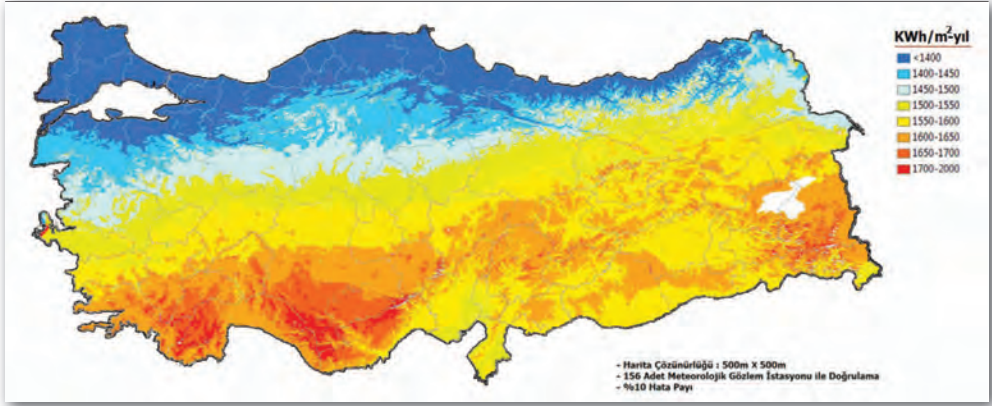 KWh/m²-yıl
<1400
1400-1450
1450-1500
1500-1550
1550-1600
1600-1650
1650-1700
1700-2000
- Harita Çözünürlüğü : 500m X 500m
- 156 Adet Meteorolojik Gözlem İstasyonu ile Doğrulama
- %10 Hata Payı